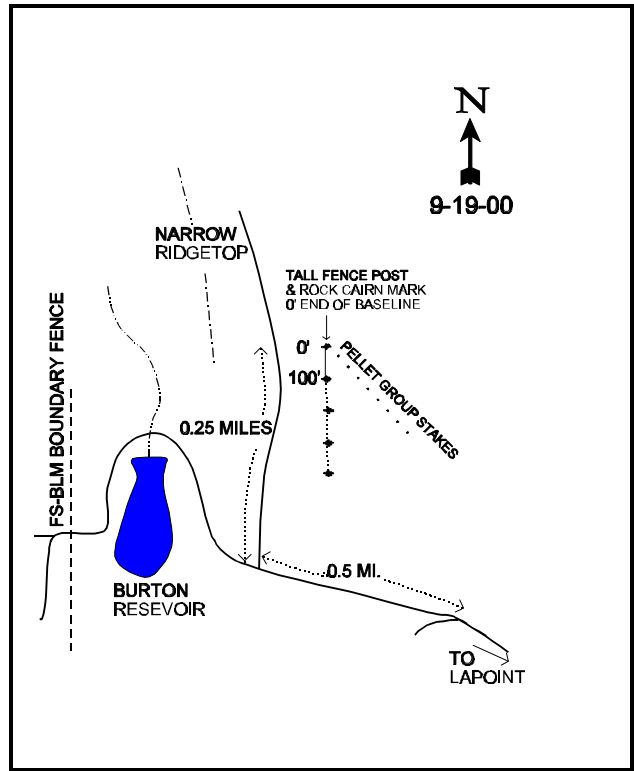 N
9-19-00
NARROW
RIDGETOP
TALL FENCE POST
& ROCK CAIRN MARK
0' END OF BASELINE
0'
100'
PELLET GROUP STAKES
FS-BLM BOUNDARY FENCE
0.25 MILES
BURTON
RESEVOIR
0.5 MI.
TO
LAPOINT